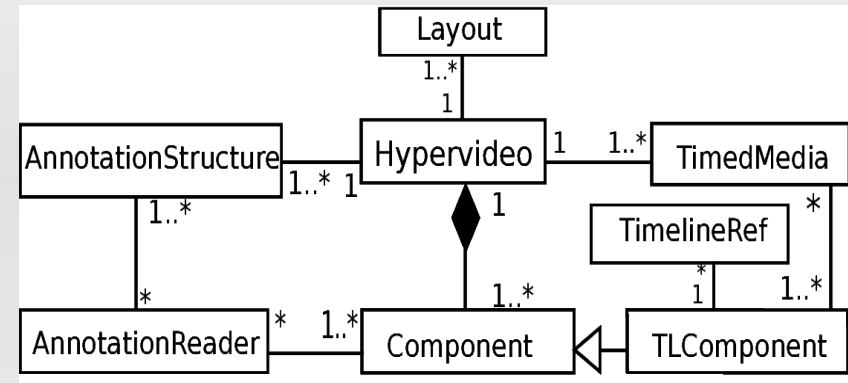 Layout
1..*
1
AnnotationStructure
Hypervideo
1
1..*
TimedMedia
1..*
1
1..*
1
*
TimelineRef
*
1
1..*
*
1..*
*
1..*
AnnotationReader
Component
TLComponent